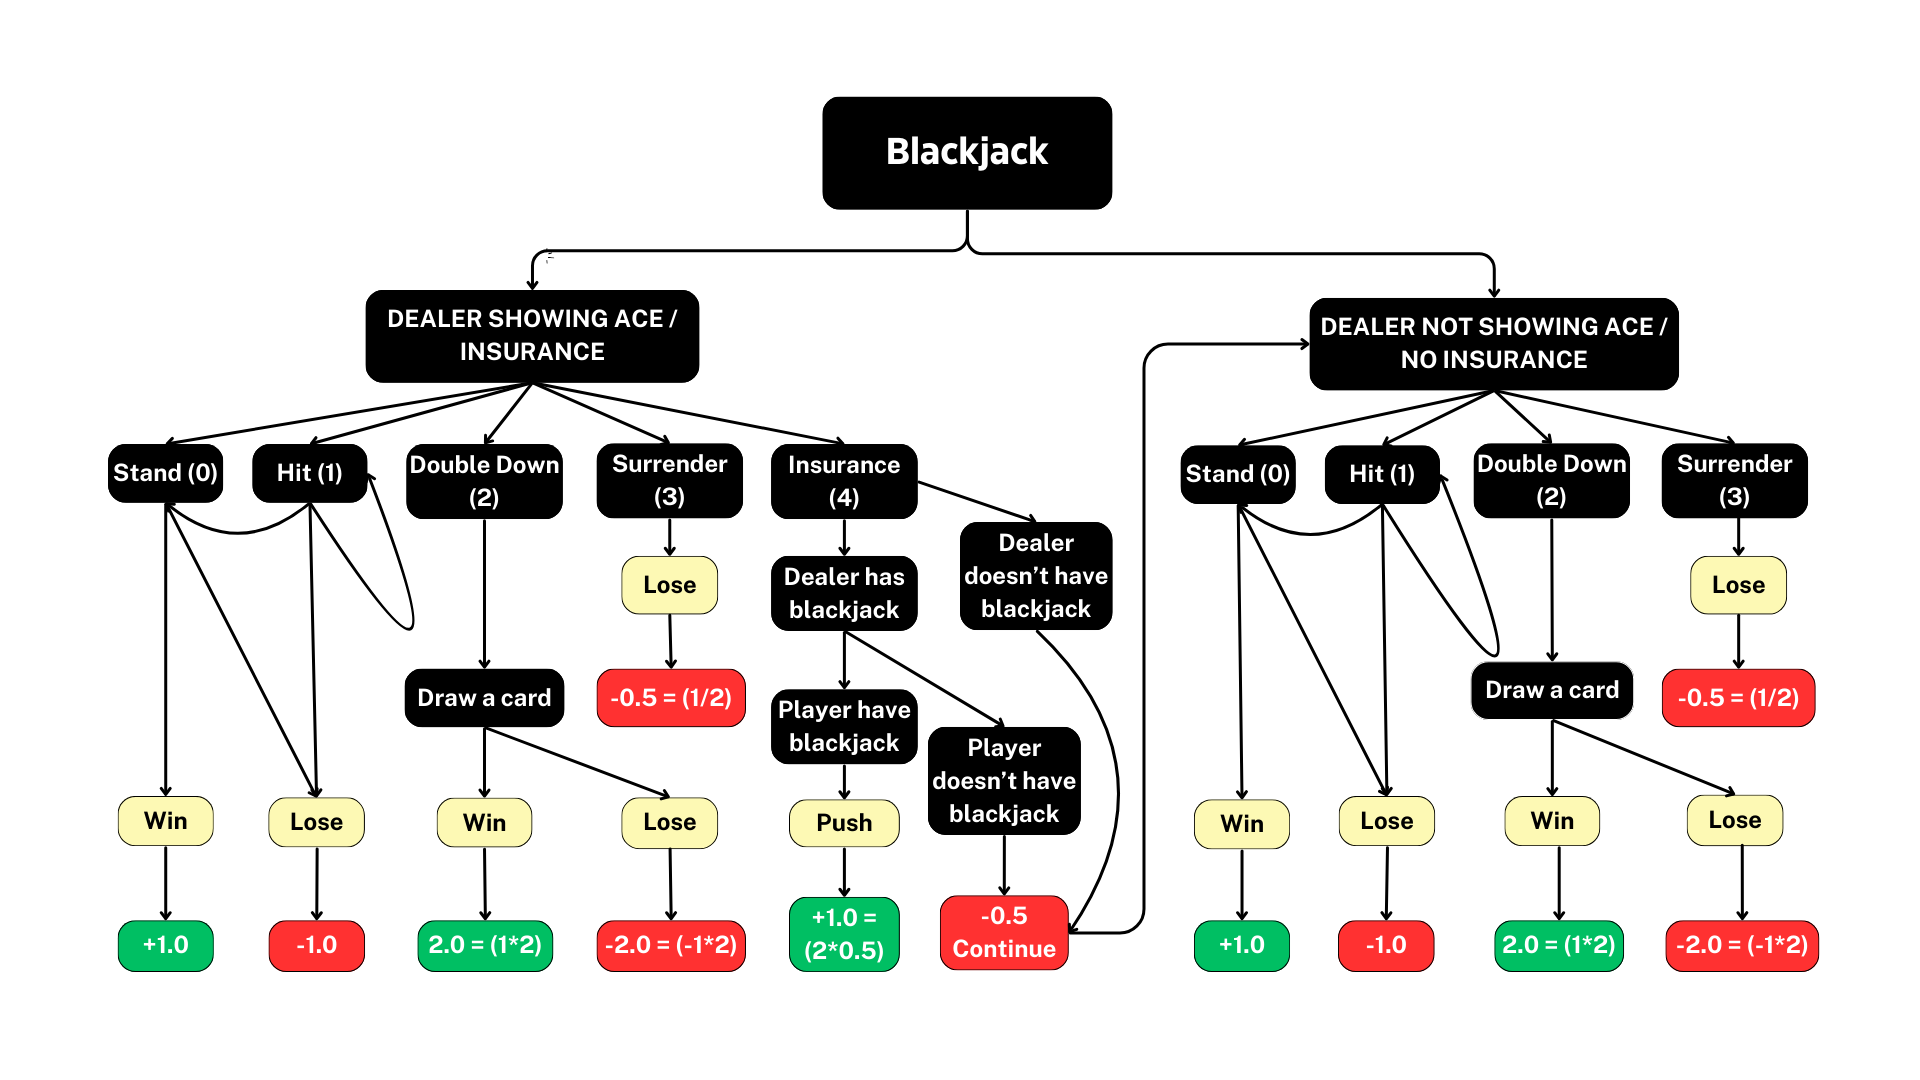 Blackjack
DEALER SHOWING ACE /
INSURANCE
DEALER NOT SHOWING ACE /
NO INSURANCE
Stand (0)
Hit (1)
Double Down
(2)
Surrender
(3)
Insurance
(4)
Lose
Dealer has
blackjack
Dealer
doesn't have
blackjack
Draw a card
-0.5 = (1/2)
Player have
blackjack
Player
doesn't have
blackjack
Win
Lose
Win
Lose
Push
+1.0
-1.0
2.0 = (1*2)
-2.0 = (-1*2)
+1.0 =
(2*0.5)
-0.5
Continue
Stand (0)
Hit (1)
Double Down
(2)
Surrender
(3)
Lose
Draw a card
-0.5 = (1/2)
Win
Lose
Win
Lose
+1.0
-1.0
2.0 = (1*2)
-2.0 = (-1*2)